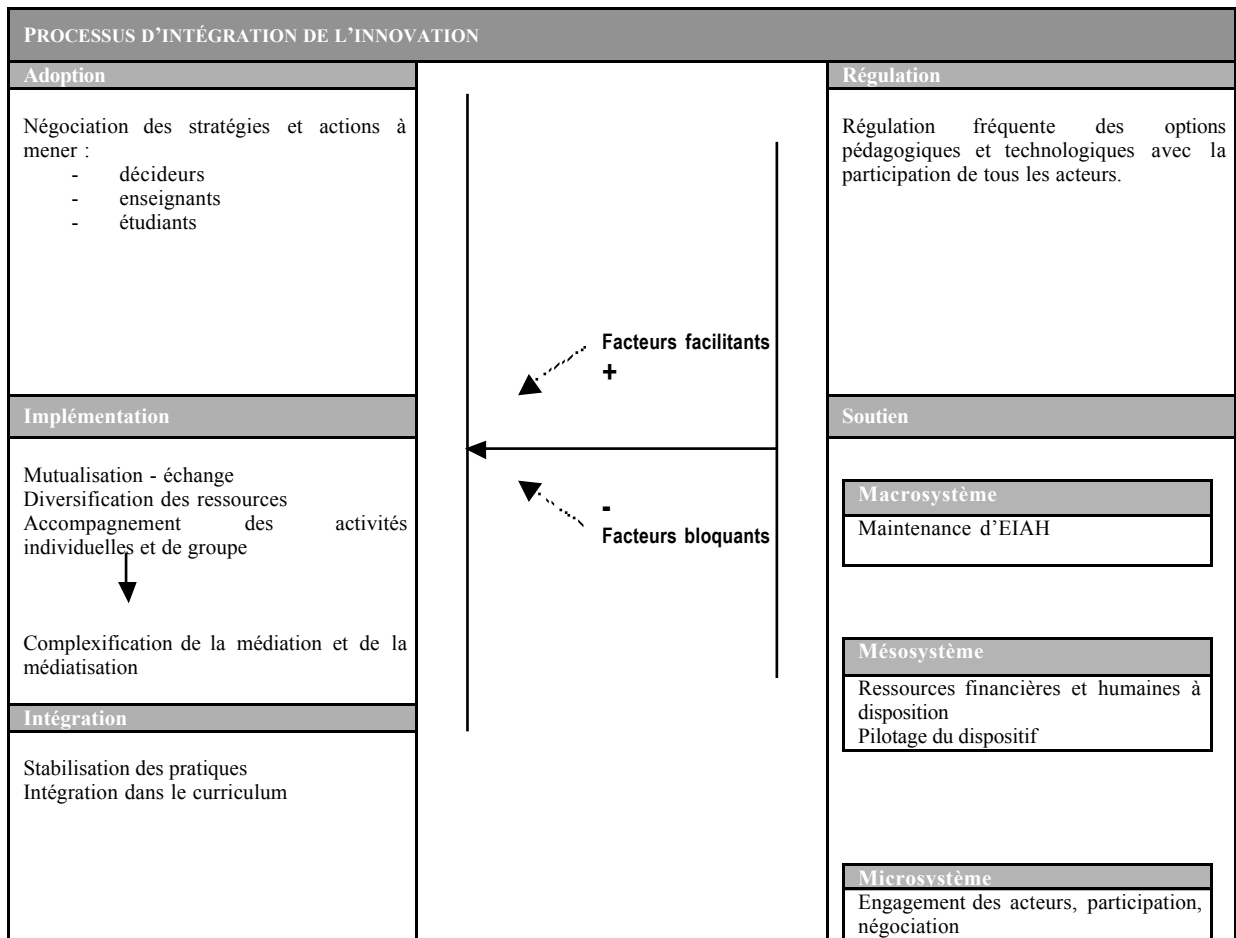 PROCESSUS D'INTÉGRATION DE L'INNOVATION
Adoption
Négociation des stratégies et actions à
mener :
- décideurs
- enseignants
- étudiants
Implémentation
Mutualisation - échange
Diversification des ressources
Accompagnement des activités
individuelles et de groupe
Complexification de la médiation et de la
médiatisation
Intégration
Stabilisation des pratiques
Intégration dans le curriculum
Facteurs facilitants
+
-
Facteurs bloquants
Régulation
Régulation fréquente des options
pédagogiques et technologiques avec la
participation de tous les acteurs.
Soutien
Macrosystème
Maintenance d'EIAH
Mésosystème
Ressources financières et humaines à
disposition
Pilotage du dispositif
Microsystème
Engagement des acteurs, participation,
négociation